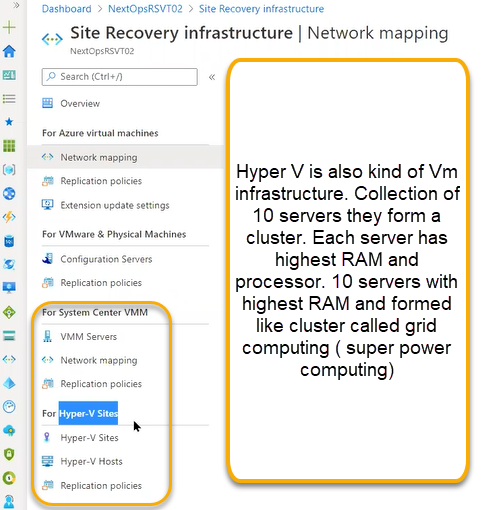 Dashboard > NextOpsRSVT02 > Site Recovery infrastructure
Site Recovery infrastructure | Network mapping
NextOpsRSVT02
Search (Ctrl+/)
Overview
For Azure virtual machines
Network mapping
Replication policies
Extension update settings
For VMware & Physical Machines
Configuration Servers
Replication policies
For System Center VMM
VMM Servers
Network mapping
Replication policies
For Hyper-V Sites
Hyper-V Sites
Hyper-V Hosts
Replication policies
Hyper V is also kind of Vm
infrastructure. Collection of
10 servers they form a
cluster. Each server has
highest RAM and
processor. 10 servers with
highest RAM and formed
like cluster called grid
computing ( super power
computing)